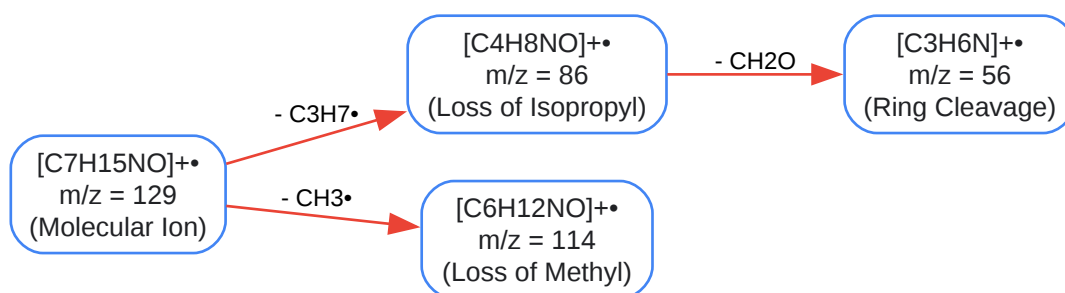 [C7H15NO]+•
m/z = 129
(Molecular Ion)
- C3H7•
[C4H8NO]+•
m/z = 86
(Loss of Isopropyl)
- CH2O
[C3H6N]+•
m/z = 56
(Ring Cleavage)
- CH3•
[C6H12NO]+•
m/z = 114
(Loss of Methyl)